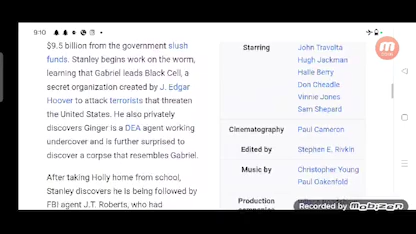 9:10
$9.5 billion from the government slush
funds. Stanley begins work on the worm,
learning that Gabriel leads Black Cell, a
secret organization created by J. Edgar
Hoover to attack terrorists that threaten
the United States. He also privately
discovers Ginger is a DEA agent working
undercover and is further surprised to
discover a corpse that resembles Gabriel.
After taking Holly home from school,
Stanley discovers he is being followed by
FBI agent J.T. Roberts, who had
Starring
John Travolta
Hugh Jackman
Halle Berry
Don Cheadle
Vinnie Jones
Sam Shepard
Cinematography
Paul Cameron
Edited by
Stephen E. Rivkin
Music by
Christopher Young
Paul Oakenfold
Production
Recorded by
Mobizen